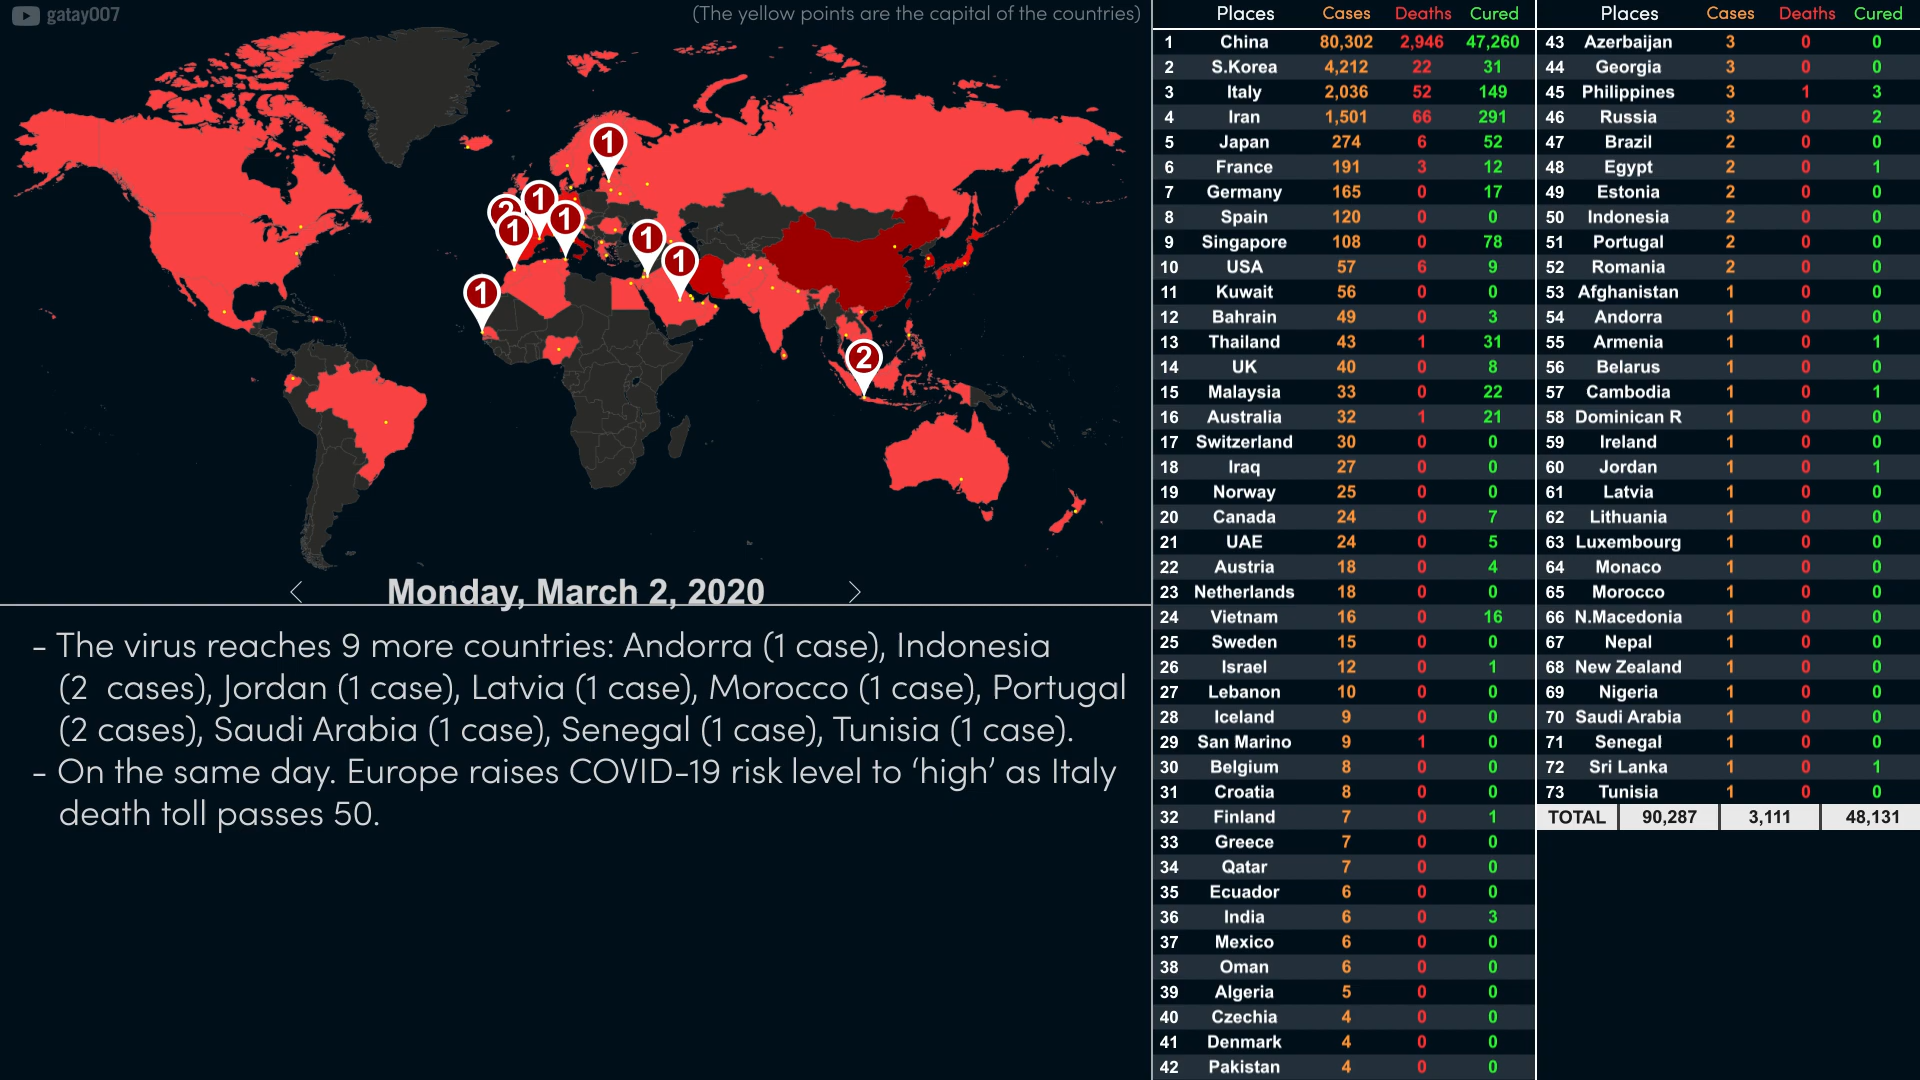 gatay007
(The yellow points are the capital of the countries)
1
2
1
1
1
1
1
1
2
Monday, March 2, 2020
- The virus reaches 9 more countries: Andorra (1 case), Indonesia
(2 cases), Jordan (1 case), Latvia (1 case), Morocco (1 case), Portugal
(2 cases), Saudi Arabia (1 case), Senegal (1 case), Tunisia (1 case).
- On the same day. Europe raises COVID-19 risk level to ‘high’ as Italy
death toll passes 50.
Places Cases Deaths Cured
1 China 80,302 2,946 47,260
2 S.Korea 4,212 22 31
3 Italy 2,036 52 149
4 Iran 1,501 66 291
5 Japan 274 6 52
6 France 191 3 12
7 Germany 165 0 17
8 Spain 120 0 0
9 Singapore 108 0 78
10 USA 57 6 9
11 Kuwait 56 0 0
12 Bahrain 49 0 3
13 Thailand 43 1 31
14 UK 40 0 8
15 Malaysia 33 0 22
16 Australia 32 1 21
17 Switzerland 30 0 0
18 Iraq 27 0 0
19 Norway 25 0 0
20 Canada 24 0 7
21 UAE 24 0 5
22 Austria 18 0 4
23 Netherlands 18 0 0
24 Vietnam 16 0 16
25 Sweden 15 0 0
26 Israel 12 0 1
27 Lebanon 10 0 0
28 Iceland 9 0 0
29 San Marino 9 1 0
30 Belgium 8 0 0
31 Croatia 8 0 0
32 Finland 7 0 1
33 Greece 7 0 0
34 Qatar 7 0 0
35 Ecuador 6 0 0
36 India 6 0 3
37 Mexico 6 0 0
38 Oman 6 0 0
39 Algeria 5 0 0
40 Czechia 4 0 0
41 Denmark 4 0 0
42 Pakistan 4 0 0
Places Cases Deaths Cured
43 Azerbaijan 3 0 0
44 Georgia 3 0 0
45 Philippines 3 1 3
46 Russia 3 0 2
47 Brazil 2 0 0
48 Egypt 2 0 1
49 Estonia 2 0 0
50 Indonesia 2 0 0
51 Portugal 2 0 0
52 Romania 2 0 0
53 Afghanistan 1 0 0
54 Andorra 1 0 0
55 Armenia 1 0 1
56 Belarus 1 0 0
57 Cambodia 1 0 1
58 Dominican R 1 0 0
59 Ireland 1 0 0
60 Jordan 1 0 1
61 Latvia 1 0 0
62 Lithuania 1 0 0
63 Luxembourg 1 0 0
64 Monaco 1 0 0
65 Morocco 1 0 0
66 N.Macedonia 1 0 0
67 Nepal 1 0 0
68 New Zealand 1 0 0
69 Nigeria 1 0 0
70 Saudi Arabia 1 0 0
71 Senegal 1 0 0
72 Sri Lanka 1 0 1
73 Tunisia 1 0 0
TOTAL 90,287 3,111 48,131